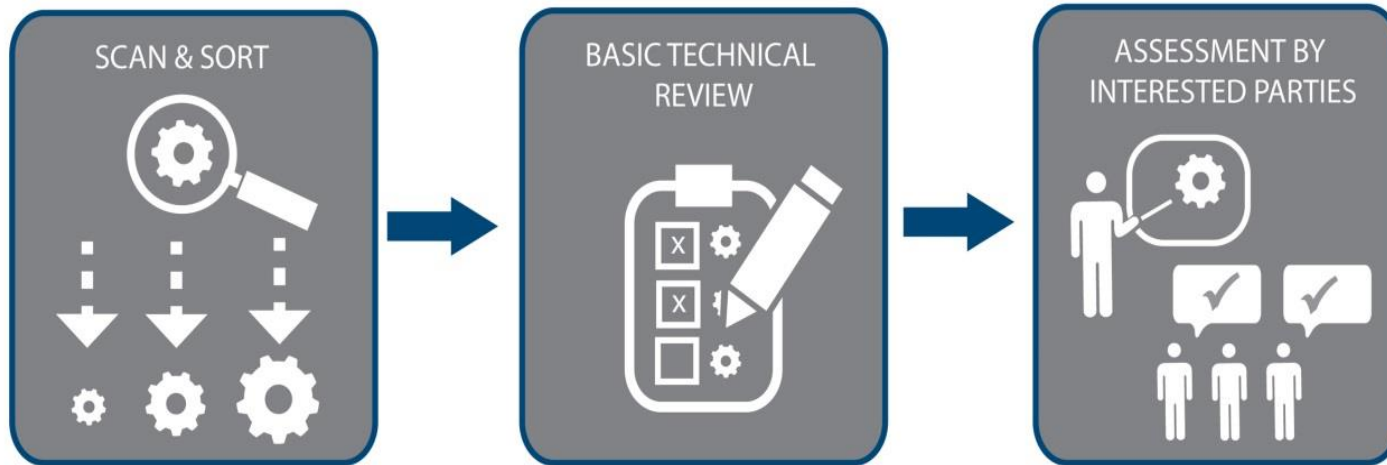 SCAN & SORT
BASIC TECHNICAL
REVIEW
X
X
ASSESSMENT BY
INTERESTED PARTIES